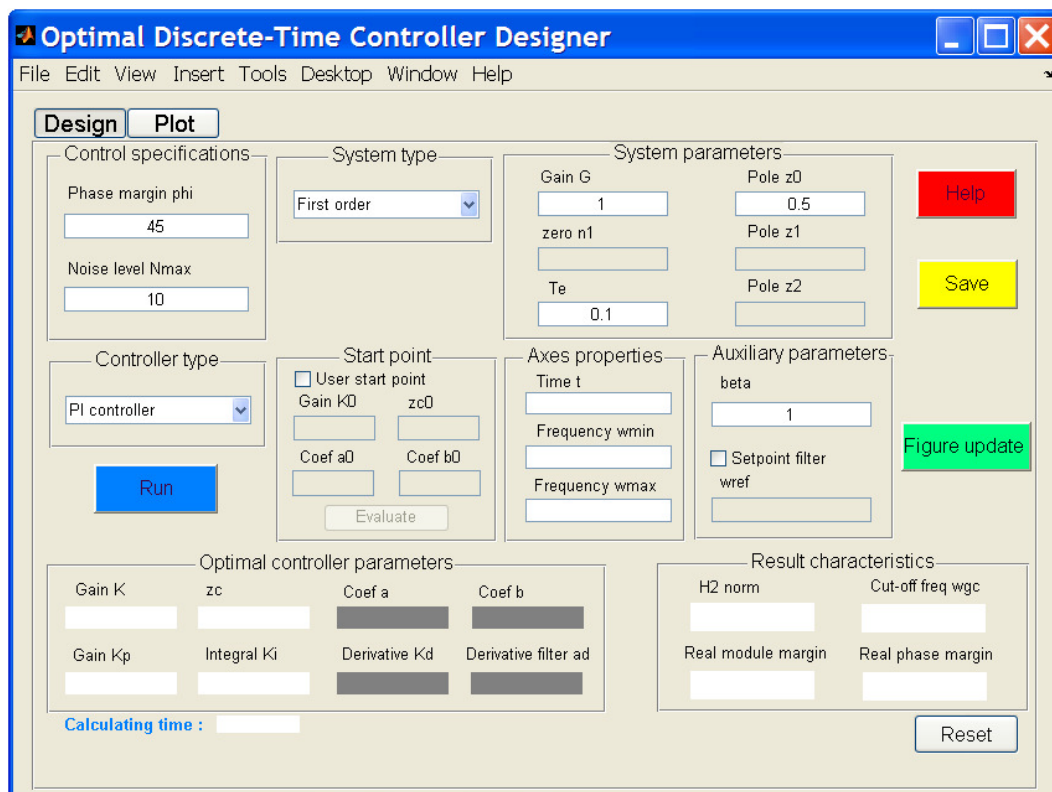 Optimal Discrete-Time Controller Designer
File Edit View Insert Tools Desktop Window Help
Design Plot
Control specifications
Phase margin phi
45
Noise level Nmax
10
System type
First order
System parameters
Gain G Pole z0
1 0.5
zero n1 Pole z1
Te Pole z2
0.1
Help
Save
Controller type
PI controller
Run
Start point
User start point
Gain K0 zc0
Coef a0 Coef b0
Evaluate
Axes properties
Time t
Frequency wmin
Frequency wmax
Auxiliary parameters
beta
1
Setpoint filter
wref
Figure update
Optimal controller parameters
Gain K zc Coef a Coef b
Gain Kp Integral Ki Derivative Kd Derivative filter ad
Result characteristics
H2 norm Cut-off freq wgc
Real module margin Real phase margin
Calculating time :
Reset